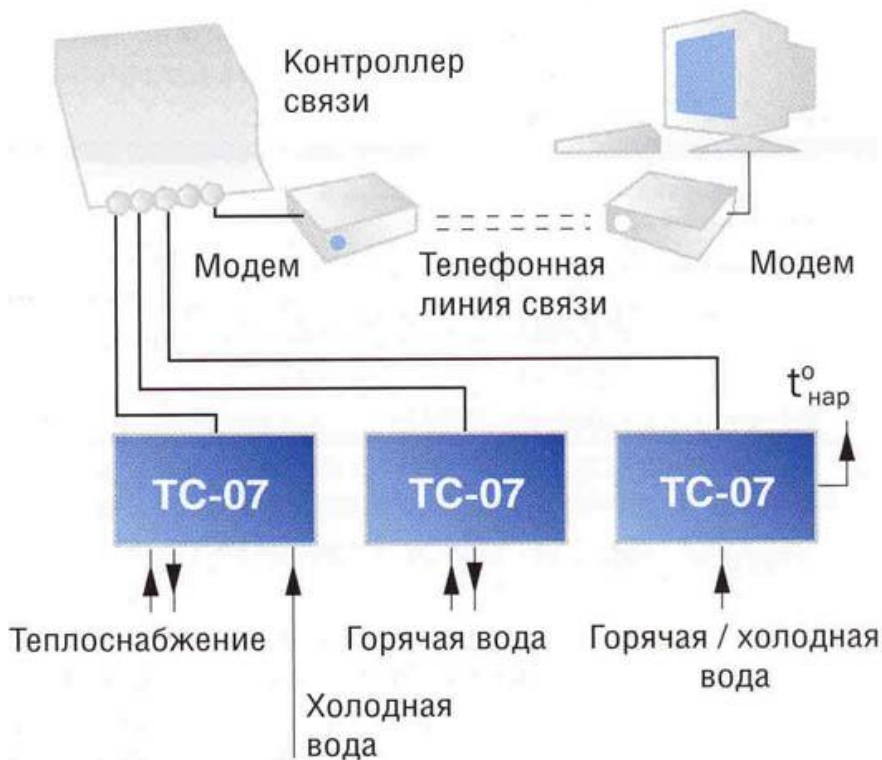 Контроллер
связи
Модем
Телефонная
линия связи
Модем
t°нар
ТС-07
ТС-07
ТС-07
Теплоснабжение
Горячая вода
Горячая / холодная
вода
Холодная
вода